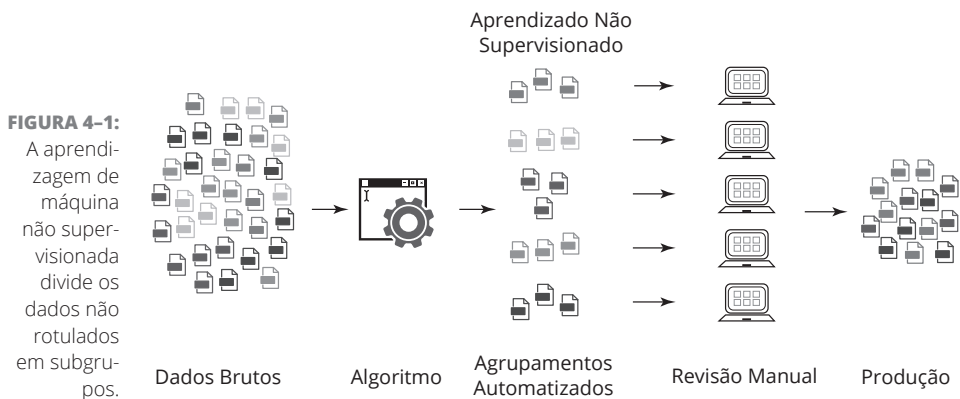 Aprendizado Não
Supervisionado
FIGURA 4–1:
A aprendi-
zagem de
máquina
não super-
visionada
divide os
dados não
rotulados
em subgru-
pos.
Dados Brutos
Algoritmo
Agrupamentos
Automatizados
Revisão Manual
Produção